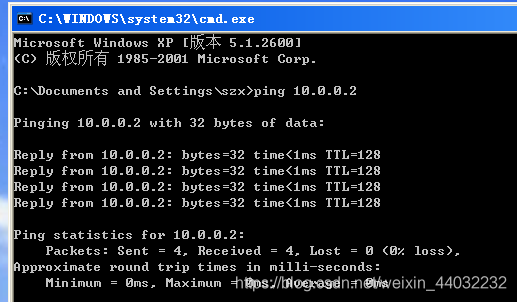 C:\WINDOWS\system32\cmd.exe
Microsoft Windows XP [版本 5.1.2600]
(C) 版权所有 1985-2001 Microsoft Corp.
C:\Documents and Settings\szx>ping 10.0.0.2
Pinging 10.0.0.2 with 32 bytes of data:
Reply from 10.0.0.2: bytes=32 time<1ms TTL=128
Reply from 10.0.0.2: bytes=32 time<1ms TTL=128
Reply from 10.0.0.2: bytes=32 time<1ms TTL=128
Reply from 10.0.0.2: bytes=32 time<1ms TTL=128
Ping statistics for 10.0.0.2:
Packets: Sent = 4, Received = 4, Lost = 0 (0% loss),
Approximate round trip times in milli-seconds:
Minimum = 0ms, Maximum = 0ms, Average = 0ms
https://blog.csdn.net/weixin_44032232